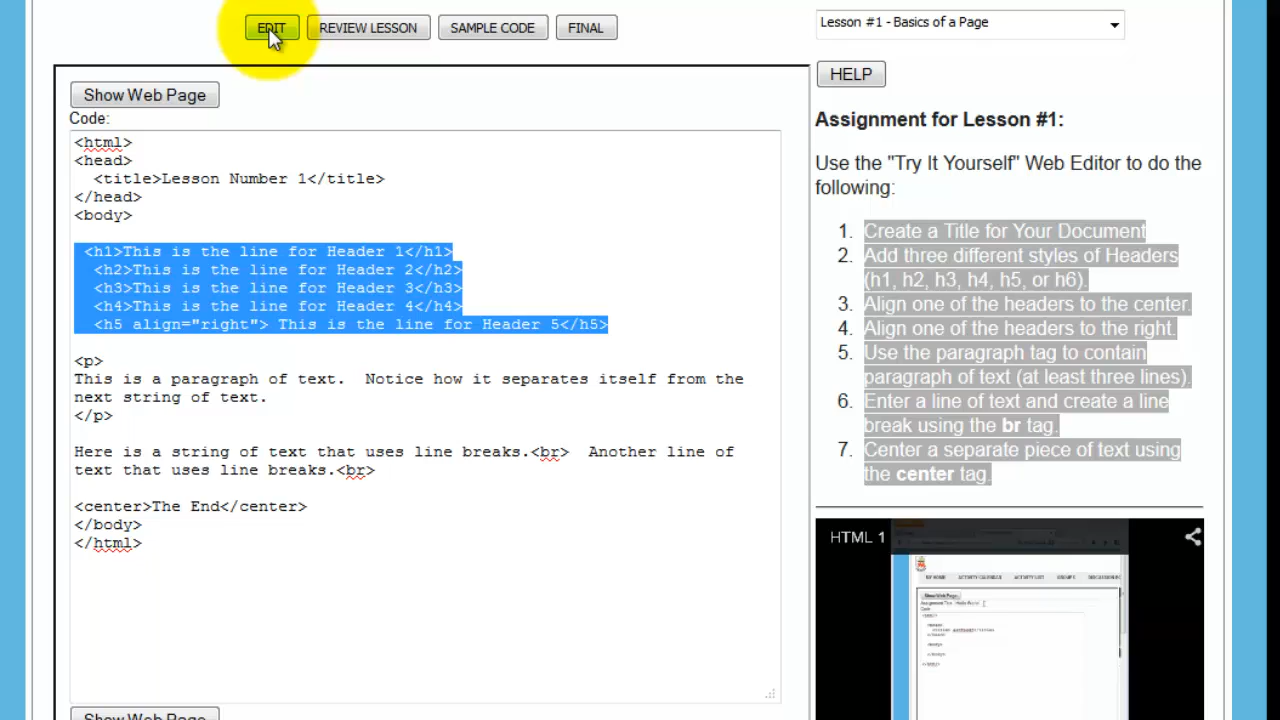 EDIT REVIEW LESSON SAMPLE CODE FINAL
Lesson #1 - Basics of a Page
Show Web Page
Code:
<html>
<head>
  <title>Lesson Number 1</title>
</head>
<body>
<h1>This is the line for Header 1</h1>
<h2>This is the line for Header 2</h2>
<h3>This is the line for Header 3</h3>
<h4>This is the line for Header 4</h4>
<h5 align="right"> This is the line for Header 5</h5>
<p>
This is a paragraph of text.  Notice how it separates itself from the
next string of text.
</p>
Here is a string of text that uses line breaks.<br>  Another line of
text that uses line breaks.<br>
<center>The End</center>
</body>
</html>
Show Web Page
HELP
Assignment for Lesson #1:
Use the "Try It Yourself" Web Editor to do the
following:
1. Create a Title for Your Document
2. Add three different styles of Headers
(h1, h2, h3, h4, h5, or h6).
3. Align one of the headers to the center.
4. Align one of the headers to the right.
5. Use the paragraph tag to contain
paragraph of text (at least three lines).
6. Enter a line of text and create a line
break using the br tag.
7. Center a separate piece of text using
the center tag.
HTML 1
Show Web Page